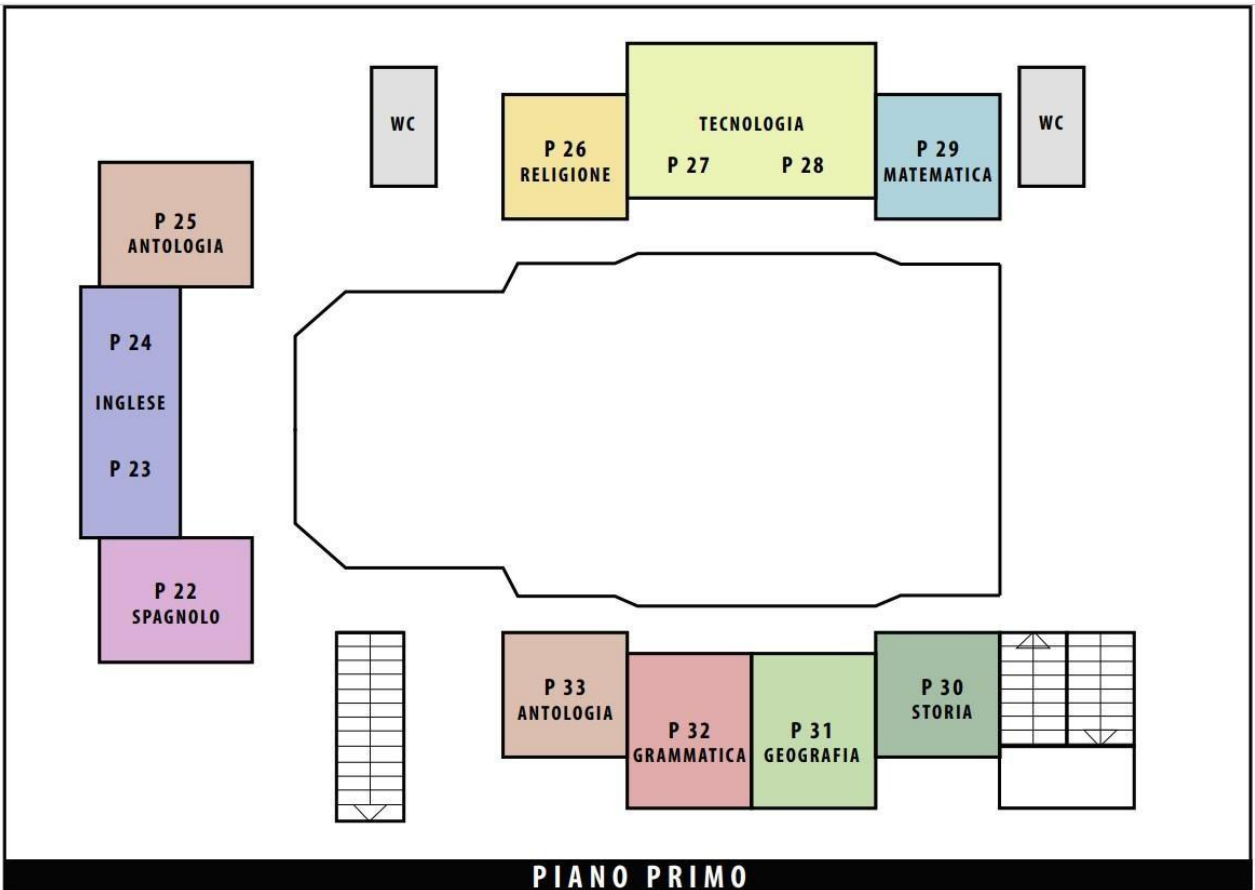 WC
P 26
RELIGIONE
TECNOLOGIA
P 27 P 28
P 29
MATEMATICA
WC
P 25
ANTOLOGIA
P 24
INGLESE
P 23
P 22
SPAGNOLO
P 33
ANTOLOGIA
P 32
GRAMMATICA
P 31
GEOGRAFIA
P 30
STORIA
PIANO PRIMO